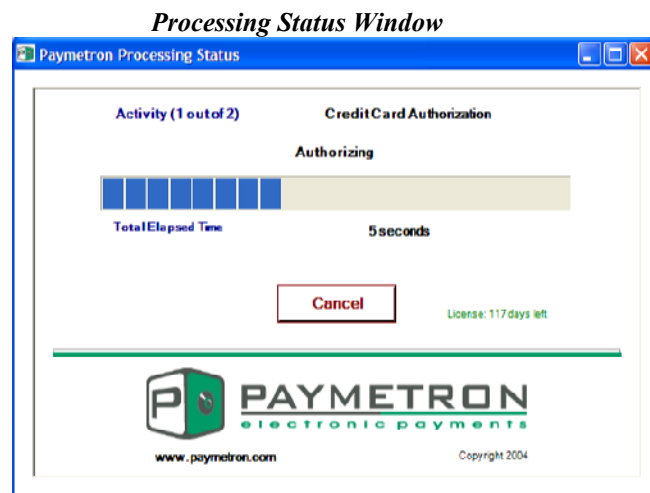 Processing Status Window
Paymetron Processing Status
Activity (1 out of 2) Credit Card Authorization
Authorizing
Total Elapsed Time 5 seconds
Cancel
License: 117 days left
P
PAYMETRON
electronic payments
www.paymetron.com Copyright 2004